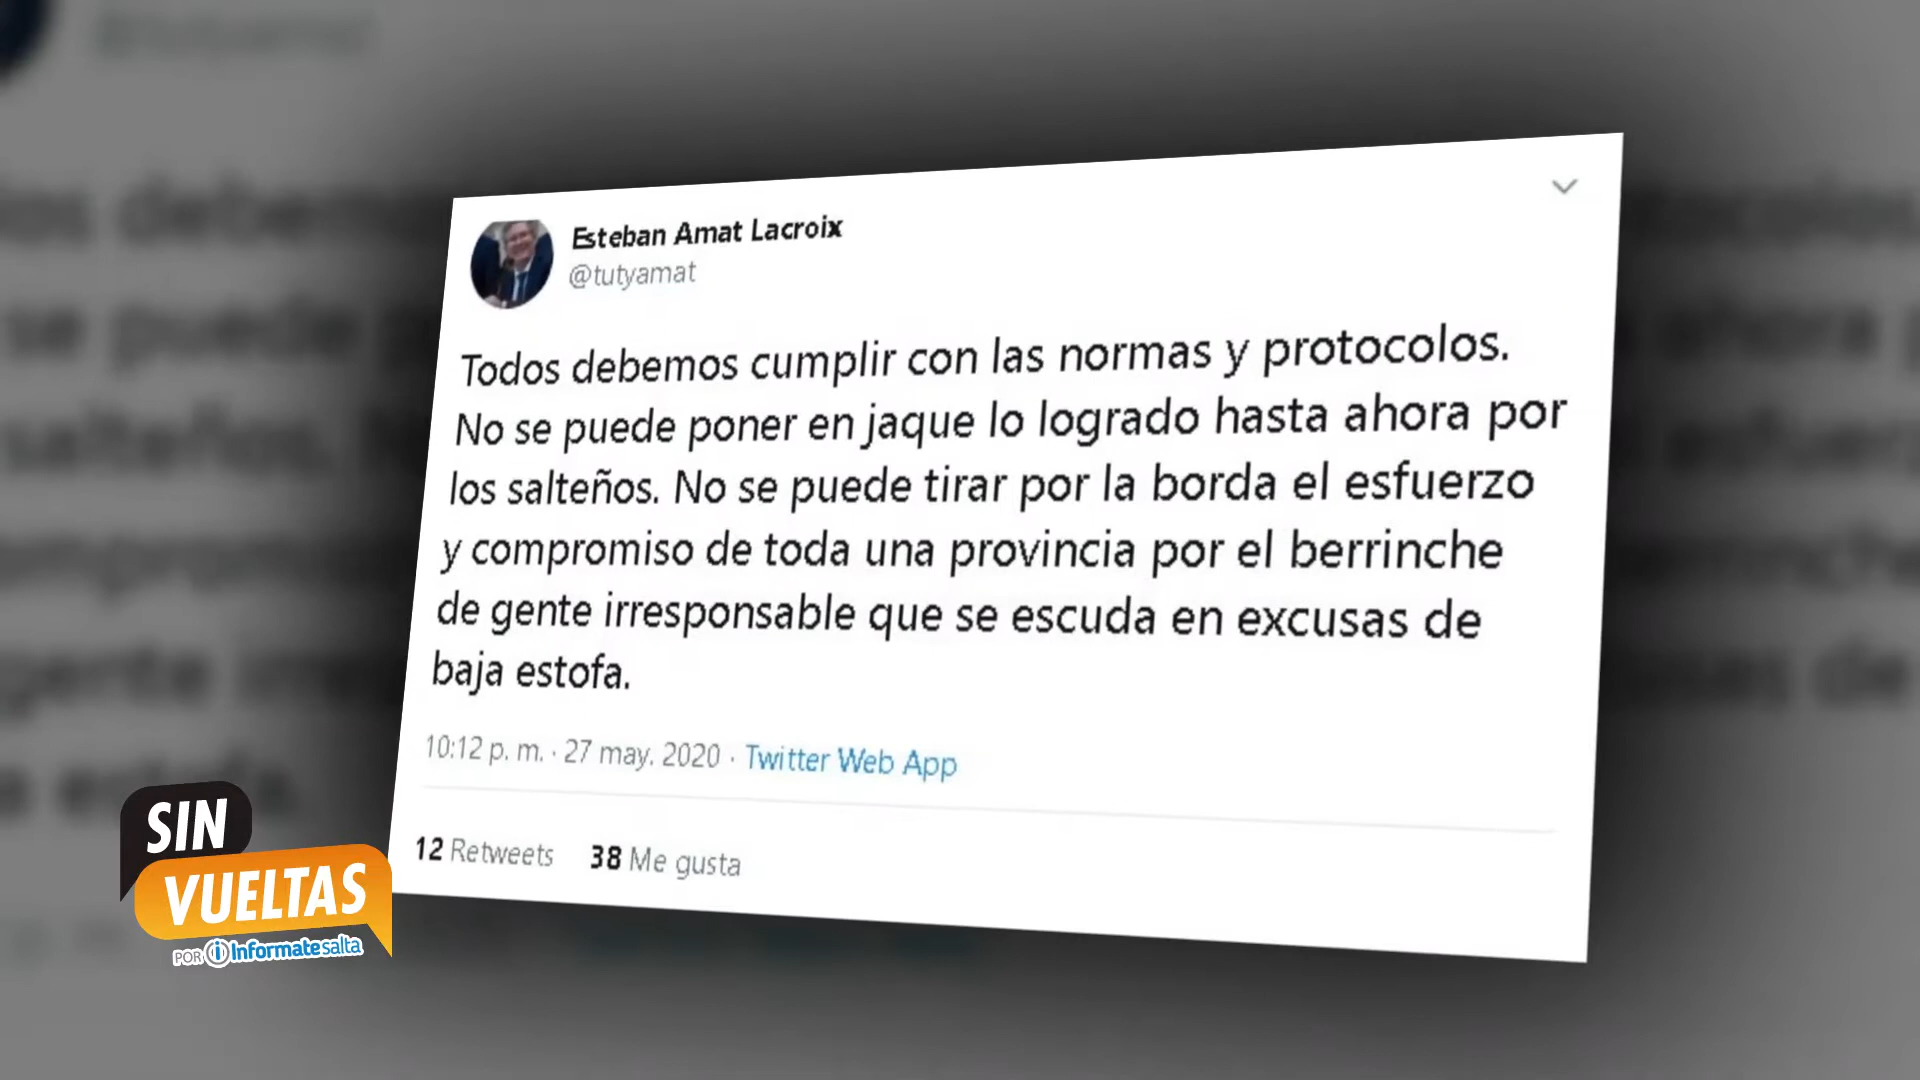 Esteban Amat Lacroix
@tutyamat
Todos debemos cumplir con las normas y protocolos.
No se puede poner en jaque lo logrado hasta ahora por
los salteños. No se puede tirar por la borda el esfuerzo
y compromiso de toda una provincia por el berrinche
de gente irresponsable que se escuda en excusas de
baja estofa.
10:12 p. m. · 27 may. 2020 · Twitter Web App
12 Retweets 38 Me gusta
SIN
VUELTAS
POR i Informate salta